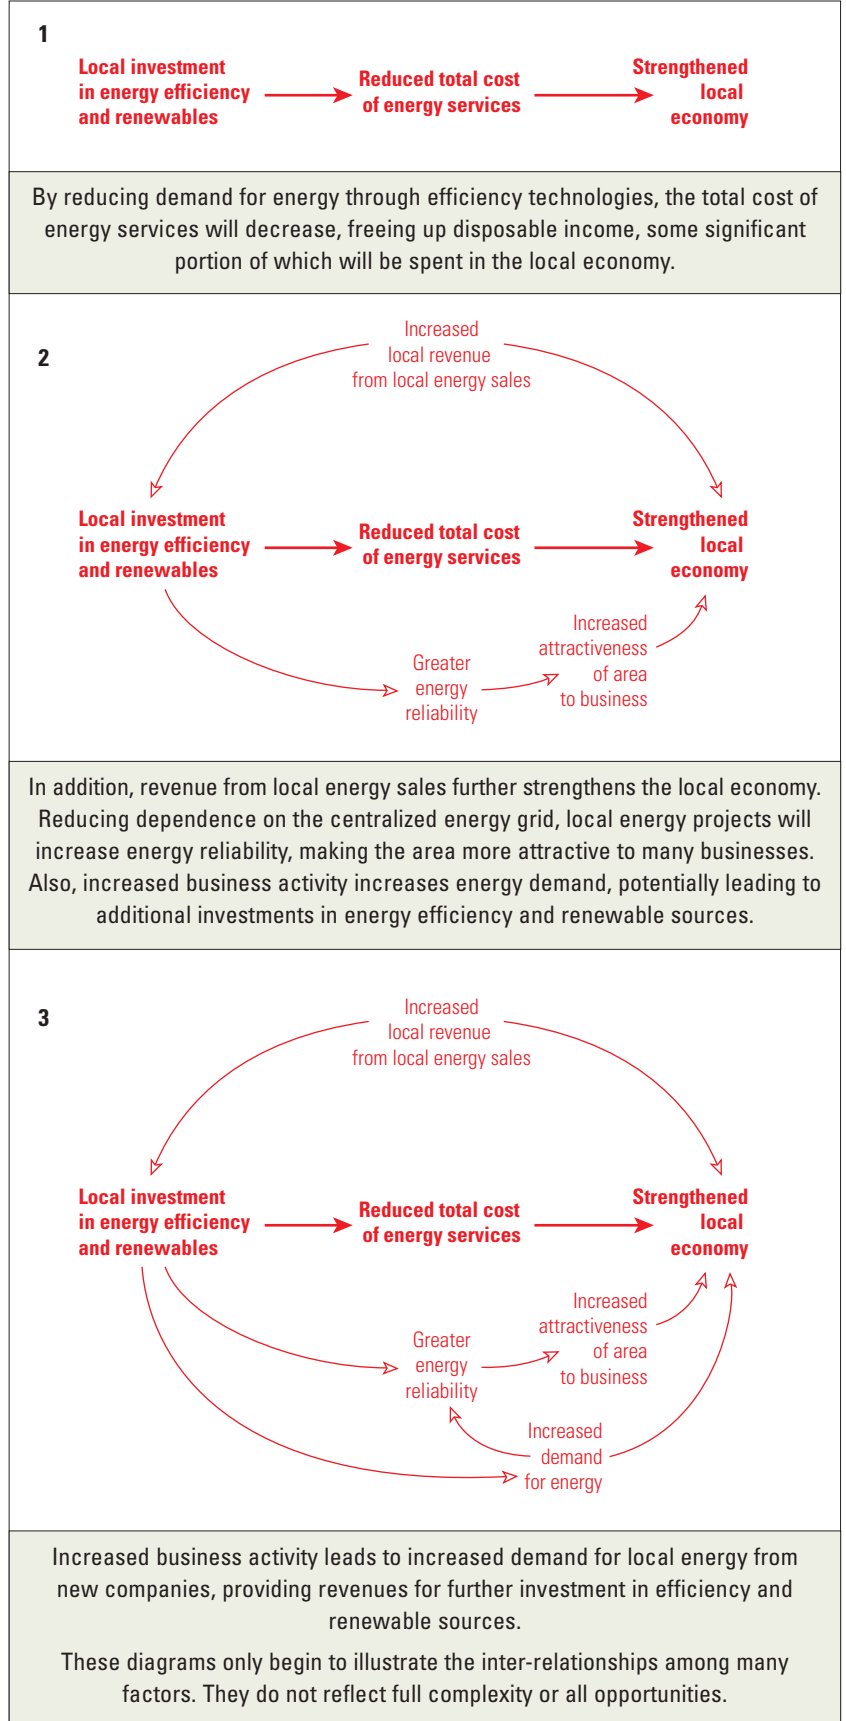 1
Local investment
in energy efficiency
and renewables
Reduced total cost
of energy services
Strengthened
local
economy
By reducing demand for energy through efficiency technologies, the total cost of
energy services will decrease, freeing up disposable income, some significant
portion of which will be spent in the local economy.
2
Increased
local revenue
from local energy sales
Local investment
in energy efficiency
and renewables
Reduced total cost
of energy services
Strengthened
local
economy
Greater
energy
reliability
Increased
attractiveness
of area
to business
In addition, revenue from local energy sales further strengthens the local economy.
Reducing dependence on the centralized energy grid, local energy projects will
increase energy reliability, making the area more attractive to many businesses.
Also, increased business activity increases energy demand, potentially leading to
additional investments in energy efficiency and renewable sources.
3
Increased
local revenue
from local energy sales
Local investment
in energy efficiency
and renewables
Reduced total cost
of energy services
Strengthened
local
economy
Greater
energy
reliability
Increased
attractiveness
of area
to business
Increased
demand
for energy
Increased business activity leads to increased demand for local energy from
new companies, providing revenues for further investment in efficiency and
renewable sources.
These diagrams only begin to illustrate the inter-relationships among many
factors. They do not reflect full complexity or all opportunities.